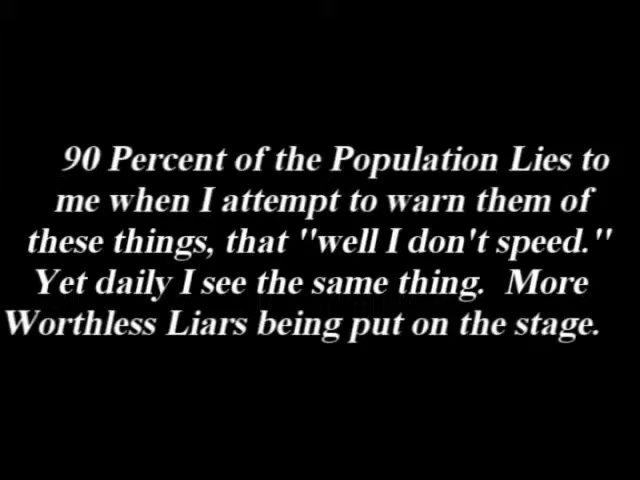 90 Percent of the Population Lies to
me when I attempt to warn them of
these things, that "well I don't speed."
Yet daily I see the same thing.  More
Worthless Liars being put on the stage.